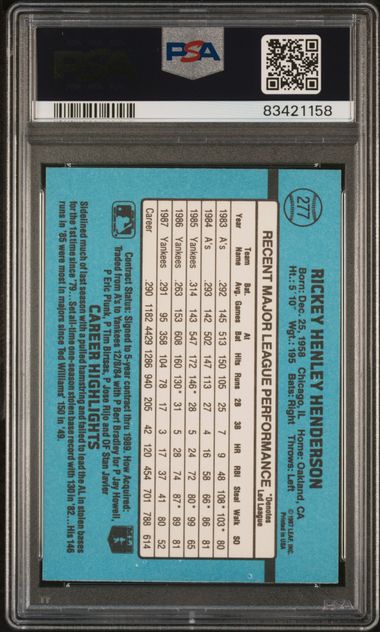 PSA
83421158
277
RICKEY HENLEY HENDERSON
Born: Dec. 25, 1958 Chicago, IL Home: Oakland, CA
Ht.: 5' 10" Wgt.: 195 Bats: Right Throws: Left
© 1987 LEAF, INC.
Printed in USA
RECENT MAJOR LEAGUE PERFORMANCE
*Denotes
Led League
Team Bat At
Year Name Avg. Games Bat Hits Runs 2B 3B HR RBI Steal Walk SO
1983 A's .292 145 513 150 105 25 7 9 48 108* 103* 80
1984 A's .293 142 502 147 113 27 4 16 58 66* 86 81
1985 Yankees .314 143 547 172 146* 28 5 24 72 80* 99 65
1986 Yankees .263 153 608 160 130* 31 5 28 74 87* 89 81
1987 Yankees .291 95 358 104 78 17 3 17 37 41 80 52
Career .290 1182 4429 1286 940 205 42 120 454 701 788 614
Contract Status: Signed to 5-year contract thru 1989. How Acquired:
Traded from A's to Yankees 12/8/84 with P Bert Bradley for P Jay Howell,
P Eric Plunk, P Tim Birtsas, P Jose Rijo and OF Stan Javier
CAREER HIGHLIGHTS
Sidelined much of last season with a pulled hamstring and failed to lead the AL in stolen bases
for the 1st time since '79... Set all-time one-season stolen base record with 130 in '82... His 146
runs in '85 were most in majors since Ted Williams' 150 in '49.